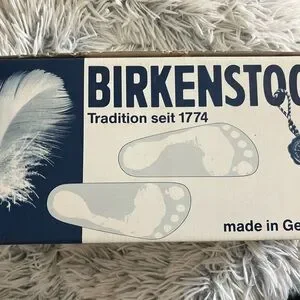 BIRKENSTOC
Tradition seit 1774
made in Ge